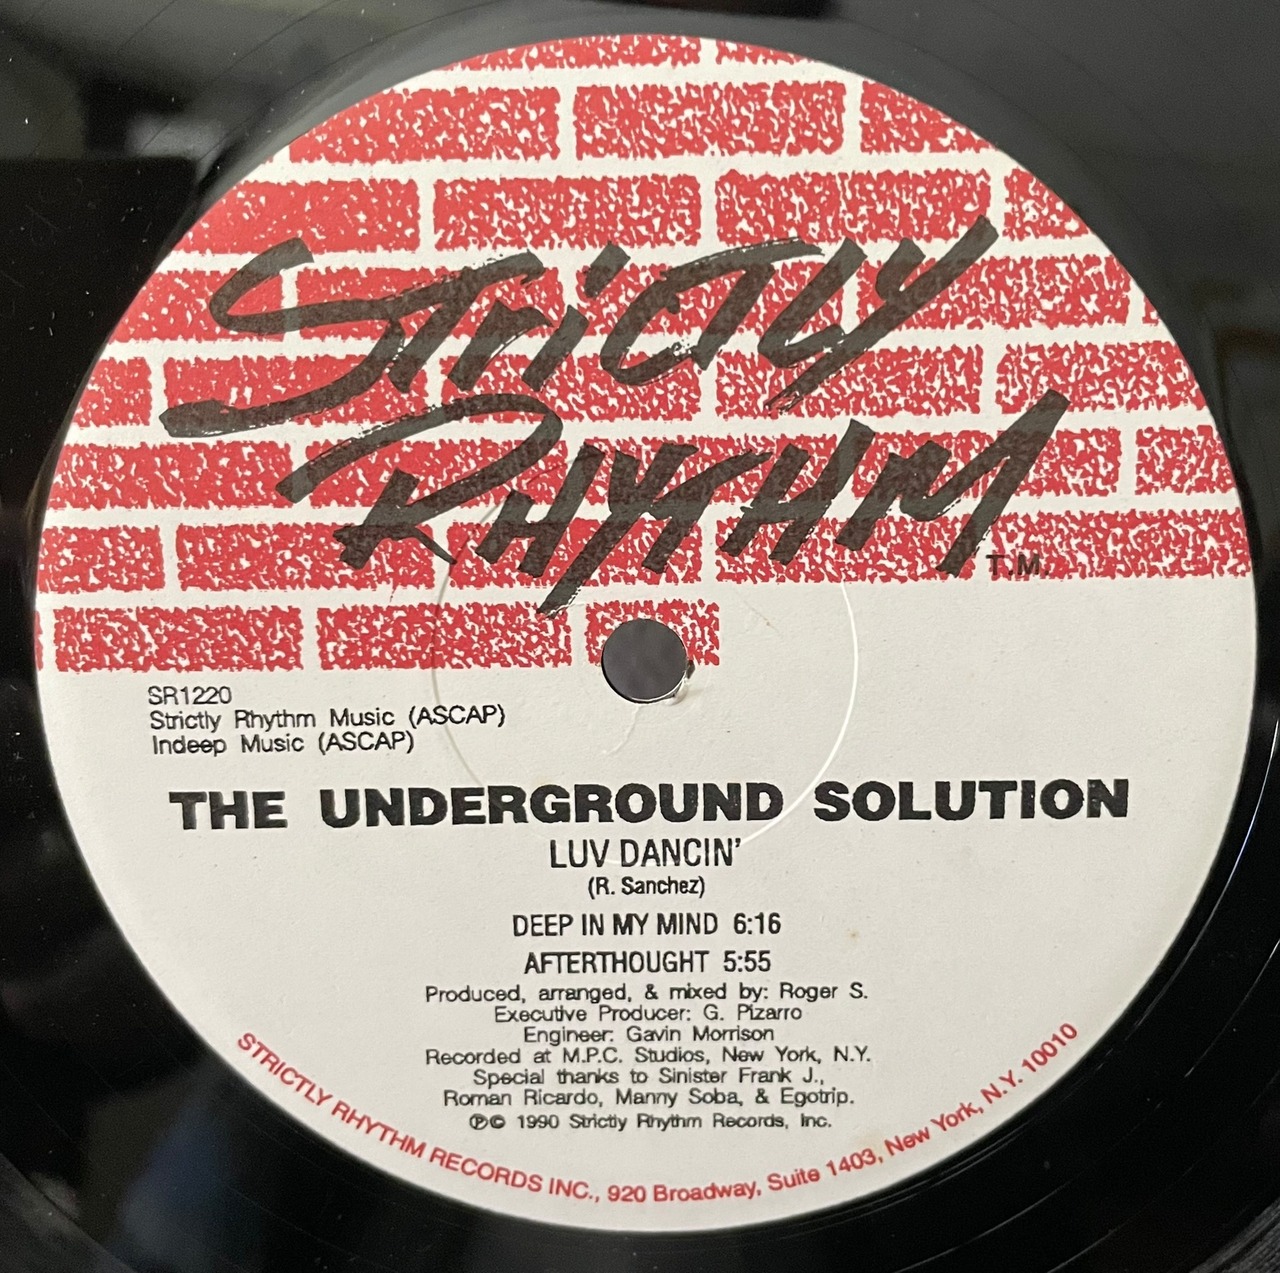 Strictly
Rhythm
T.M.
SR1220
Strictly Rhythm Music (ASCAP)
Indeep Music (ASCAP)
THE UNDERGROUND SOLUTION
LUV DANCIN'
(R. Sanchez)
DEEP IN MY MIND 6:16
AFTERTHOUGHT 5:55
Produced, arranged, & mixed by: Roger S.
Executive Producer: G. Pizarro
Engineer: Gavin Morrison
Recorded at M.P.C. Studios, New York, N.Y.
Special thanks to Sinister Frank J.,
Roman Ricardo, Manny Soba, & Egotrip.
℗© 1990 Strictly Rhythm Records, Inc.
STRICTLY RHYTHM RECORDS INC., 920 Broadway, Suite 1403, New York, N.Y. 10010